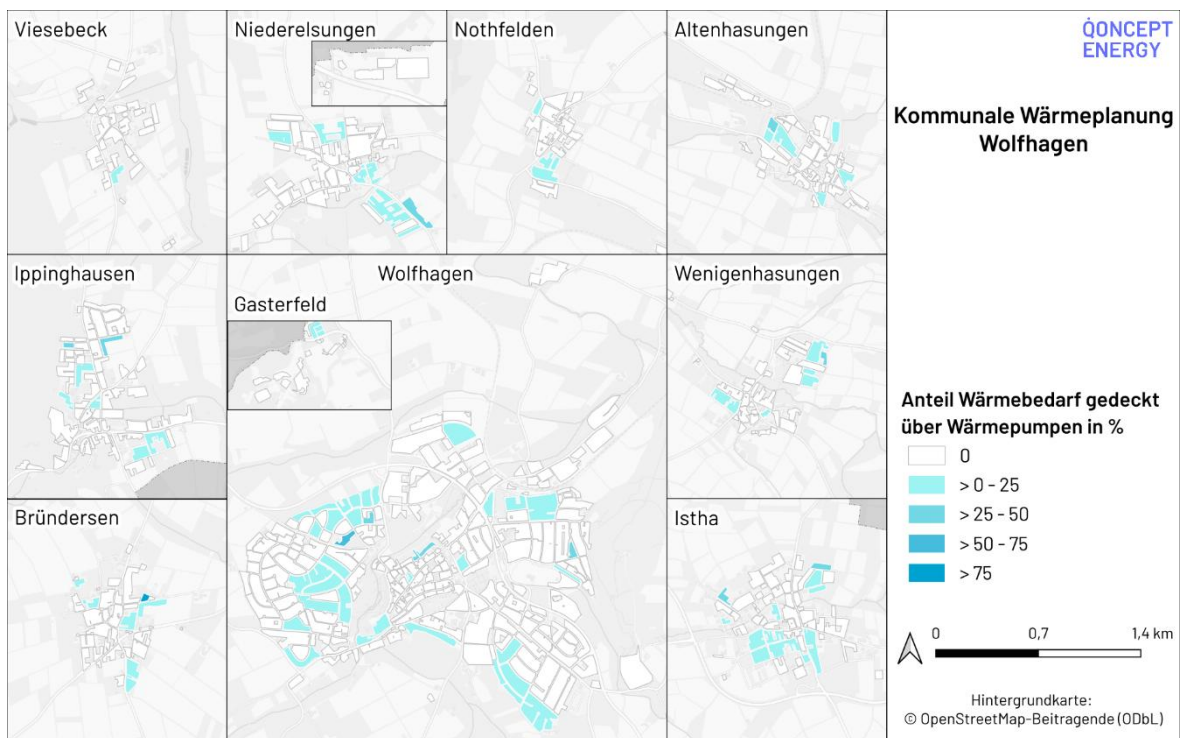 Viesebeck
Niederelsungen
Nothfelden
Altenhasungen
QONCEPT
ENERGY
Kommunale Wärmeplanung
Wolfhagen
Ippinghausen
Wolfhagen
Gasterfeld
Wenigenhasungen
Bründersen
Istha
Anteil Wärmebedarf gedeckt
über Wärmepumpen in %
0
> 0 - 25
> 25 - 50
> 50 - 75
> 75
0 0,7 1,4 km
Hintergrundkarte:
© OpenStreetMap-Beitragende (ODbL)